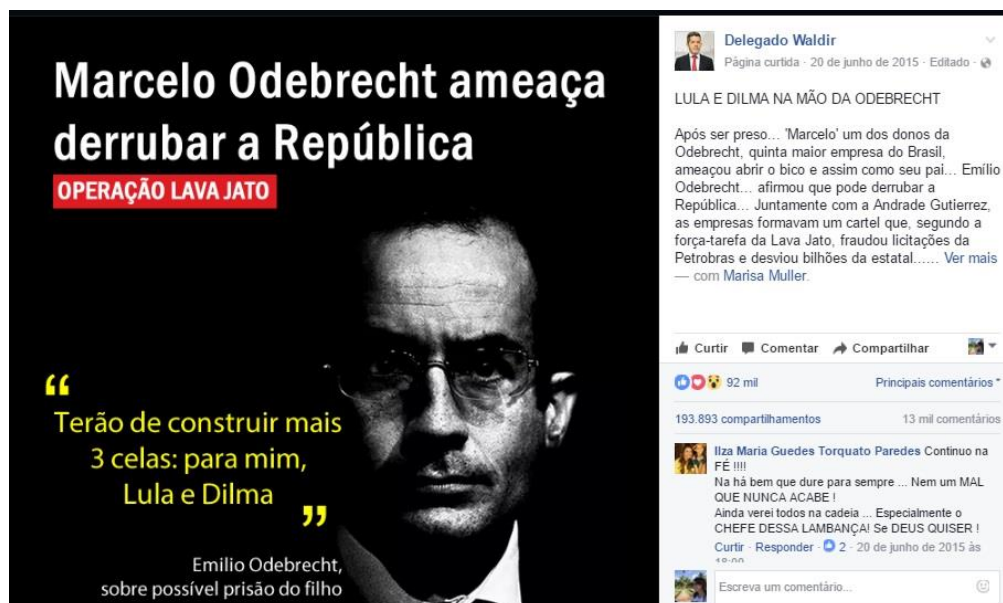 Marcelo Odebrecht ameaça
derrubar a República
OPERAÇÃO LAVA JATO
“
Terão de construir mais
3 celas: para mim,
Lula e Dilma
”
Emilio Odebrecht,
sobre possível prisão do filho
Delegado Waldir
Página curtida · 20 de junho de 2015 · Editado ·
LULA E DILMA NA MÃO DA ODEBRECHT
Após ser preso... 'Marcelo' um dos donos da
Odebrecht, quinta maior empresa do Brasil,
ameaçou abrir o bico e assim como seu pai... Emílio
Odebrecht... afirmou que pode derrubar a
República... Juntamente com a Andrade Gutierrez,
as empresas formavam um cartel que, segundo a
força-tarefa da Lava Jato, fraudou licitações da
Petrobras e desviou bilhões da estatal...... Ver mais
— com Marisa Muller.
Curtir Comentar Compartilhar
92 mil Principais comentários
193.893 compartilhamentos 13 mil comentários
Ilza Maria Guedes Torquato Paredes Continuo na
FÉ !!!!
Na há bem que dure para sempre ... Nem um MAL
QUE NUNCA ACABE !
Ainda verei todos na cadeia ... Especialmente o
CHEFE DESSA LAMBANÇA! Se DEUS QUISER !
Curtir · Responder · 2 · 20 de junho de 2015 às
18:09
Escreva um comentário...